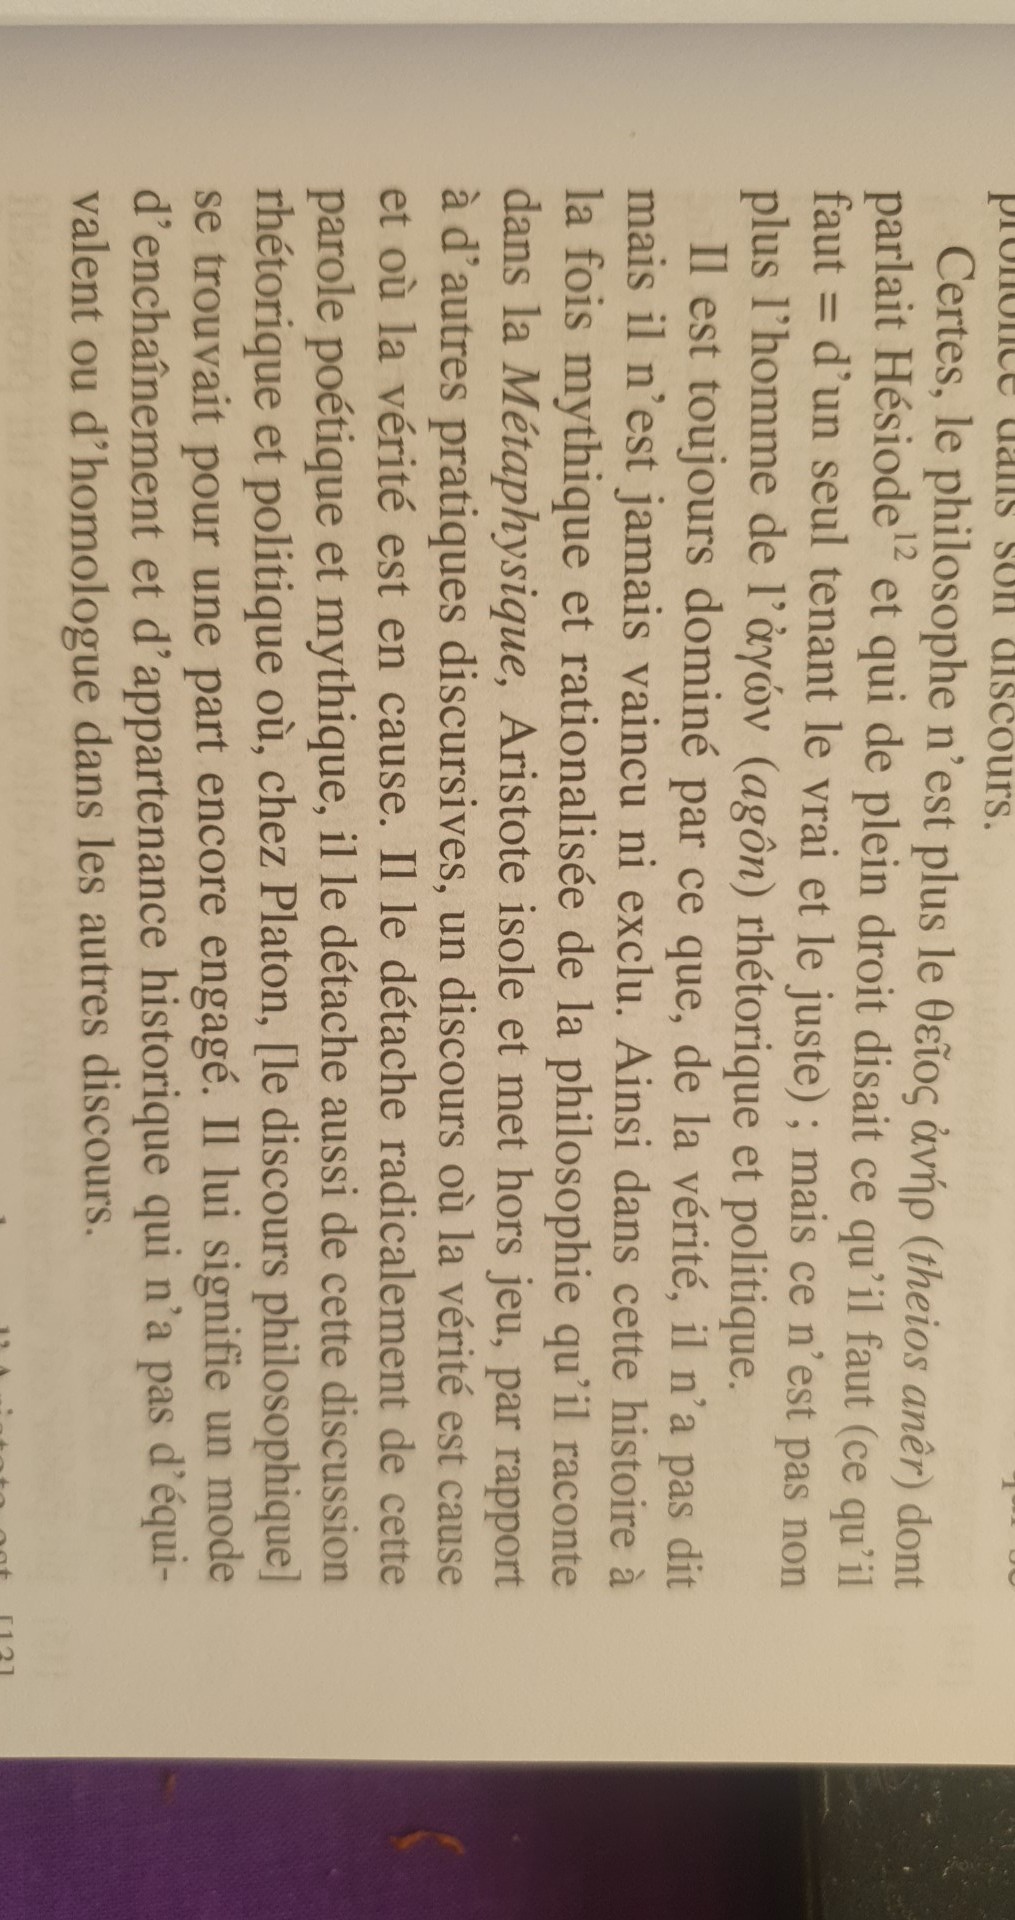 dans son discours.
Certes, le philosophe n'est plus le θεῖος ἀνήρ (theios anêr) dont
parlait Hésiode12 et qui de plein droit disait ce qu'il faut (ce qu'il
faut = d'un seul tenant le vrai et le juste) ; mais ce n'est pas non
plus l'homme de l'ἀγών (agôn) rhétorique et politique.
Il est toujours dominé par ce que, de la vérité, il n'a pas dit
mais il n'est jamais vaincu ni exclu. Ainsi dans cette histoire à
la fois mythique et rationalisée de la philosophie qu'il raconte
dans la Métaphysique, Aristote isole et met hors jeu, par rapport
à d'autres pratiques discursives, un discours où la vérité est cause
et où la vérité est en cause. Il le détache radicalement de cette
parole poétique et mythique, il le détache aussi de cette discussion
rhétorique et politique où, chez Platon, [le discours philosophique]
se trouvait pour une part encore engagé. Il lui signifie un mode
d'enchaînement et d'appartenance historique qui n'a pas d'équi-
valent ou d'homologue dans les autres discours.
[13]